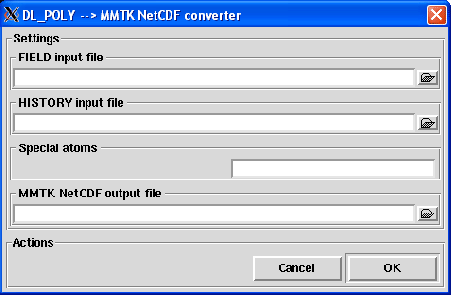 DL_POLY --> MMTK NetCDF converter
Settings
FIELD input file
HISTORY input file
Special atoms
MMTK NetCDF output file
Actions
Cancel OK